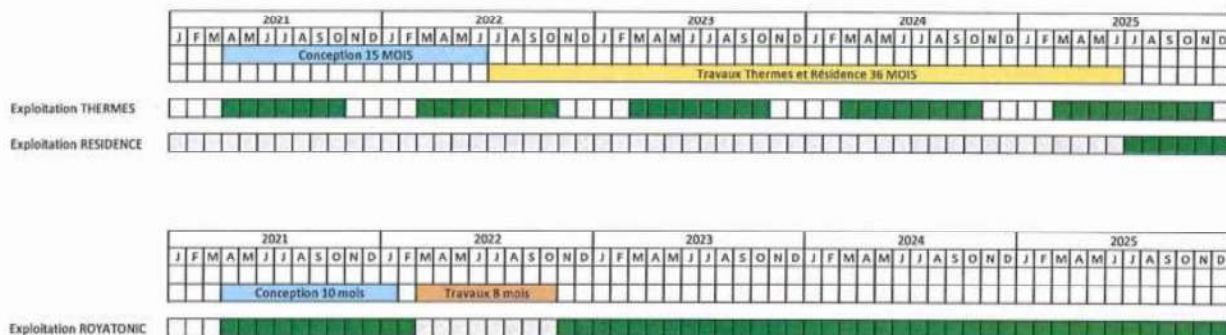 2021 2022 2023 2024 2025
J F M A M J J A S O N D J F M A M J J A S O N D J F M A M J J A S O N D J F M A M J J A S O N D J F M A M J J A S O N D
Conception 15 MOIS
Travaux Thermes et Résidence 36 MOIS
Exploitation THERMES
Exploitation RESIDENCE
2021 2022 2023 2024 2025
J F M A M J J A S O N D J F M A M J J A S O N D J F M A M J J A S O N D J F M A M J J A S O N D J F M A M J J A S O N D
Conception 10 mois Travaux 8 mois
Exploitation ROYATONIC